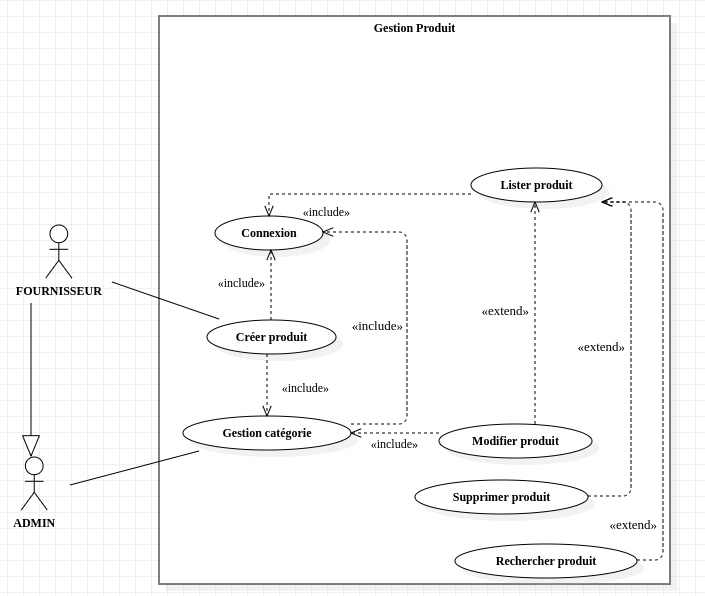 Gestion Produit
Lister produit
«include»
Connexion
«include»
FOURNISSEUR
«extend»
«include»
Créer produit
«extend»
«include»
Gestion catégorie
«include»
Modifier produit
Supprimer produit
ADMIN
«extend»
Rechercher produit